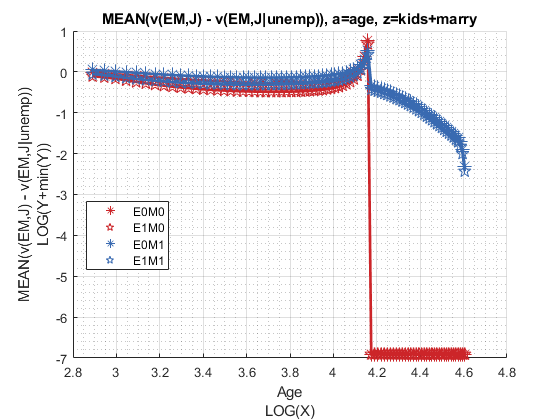 MEAN(v(EM,J) - v(EM,J|unemp)), a=age, z=kids+marry
MEAN(v(EM,J) - v(EM,J|unemp))
LOG(Y+min(Y))
1
0
-1
-2
-3
-4
-5
-6
-7
E0M0
E1M0
E0M1
E1M1
2.8 3 3.2 3.4 3.6 3.8 4 4.2 4.4 4.6 4.8
Age
LOG(X)